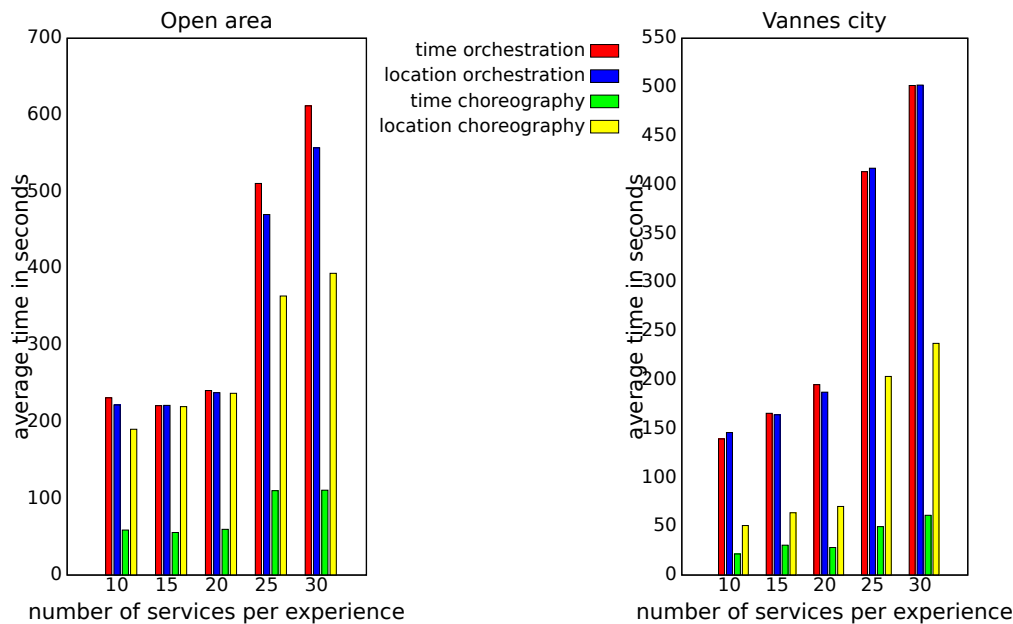 Open area
average time in seconds
700
600
500
400
300
200
100
0
10 15 20 25 30
number of services per experience
time orchestration
location orchestration
time choreography
location choreography
Vannes city
average time in seconds
550
500
450
400
350
300
250
200
150
100
50
0
10 15 20 25 30
number of services per experience